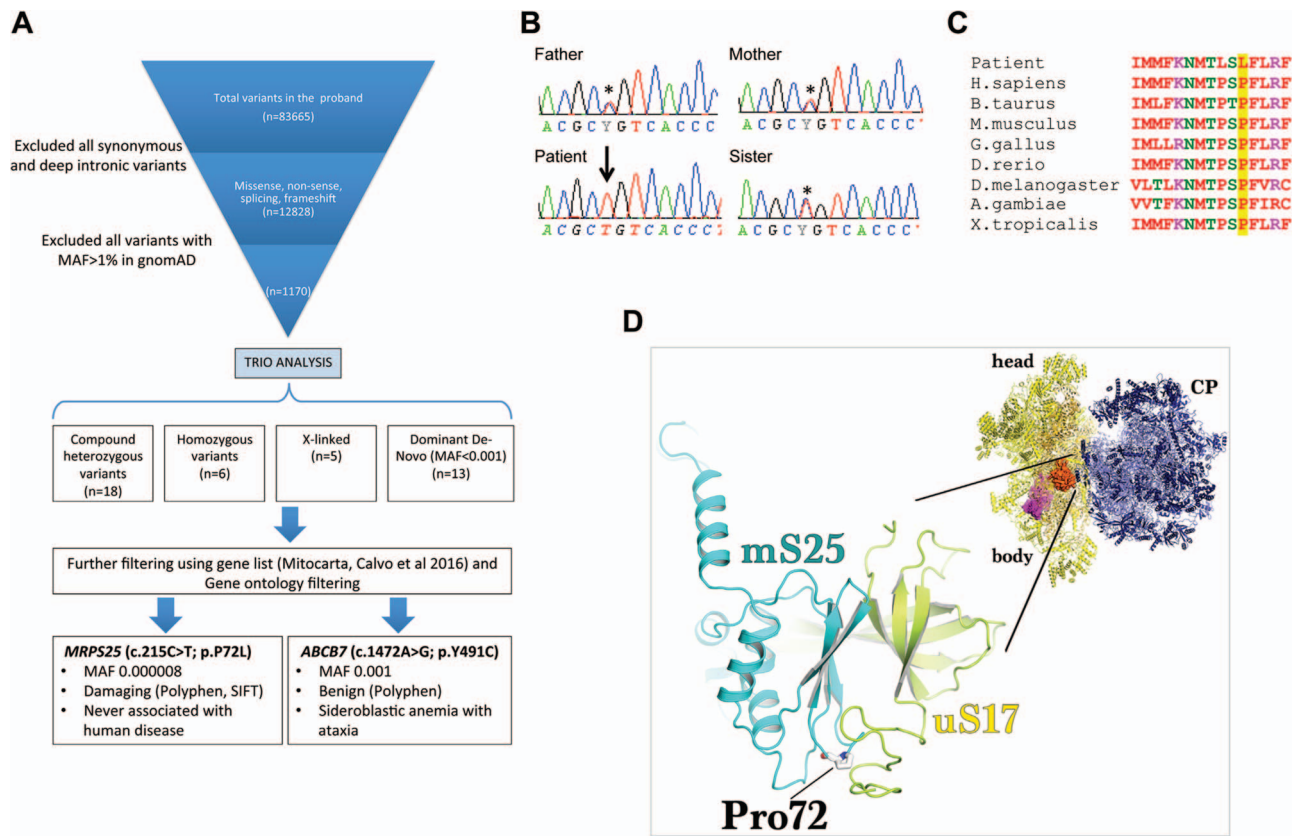 A
Total variants in the proband
(n=83665)
Excluded all synonymous
and deep intronic variants
Missense, non-sense,
splicing, frameshift
(n=12828)
Excluded all variants with
MAF>1% in gnomAD
(n=1170)
TRIO ANALYSIS
Compound
heterozygous
variants
(n=18)
Homozygous
variants
(n=6)
X-linked
(n=5)
Dominant De-
Novo (MAF<0.001)
(n=13)
Further filtering using gene list (Mitocarta, Calvo et al 2016) and
Gene ontology filtering
MRPS25 (c.215C>T; p.P72L)
• MAF 0.000008
• Damaging (Polyphen, SIFT)
• Never associated with
human disease
ABCB7 (c.1472A>G; p.Y491C)
• MAF 0.001
• Benign (Polyphen)
• Sideroblastic anemia with
ataxia
B
Father
*
ACGCYGTCACCC
Mother
*
ACGCYGTCACCC
Patient
ACGCTGTCACCC
Sister
*
ACGCYGTCACCC
C
Patient IMMFKNMTLSLFLRF
H.sapiens IMMFKNMTPSPFLRF
B.taurus IMLFKNMTPTPFLRF
M.musculus IMMFKNMTPSPFLRF
G.gallus IMLLRNMTPSPFLRF
D.rerio IMMFKNMTPSPFLRF
D.melanogaster VLTLKNMTPSPFVRC
A.gambiae VVTFKNMTPSPFIRC
X.tropicalis IMMFKNMTPSPFLRF
D
head
CP
body
mS25
uS17
Pro72